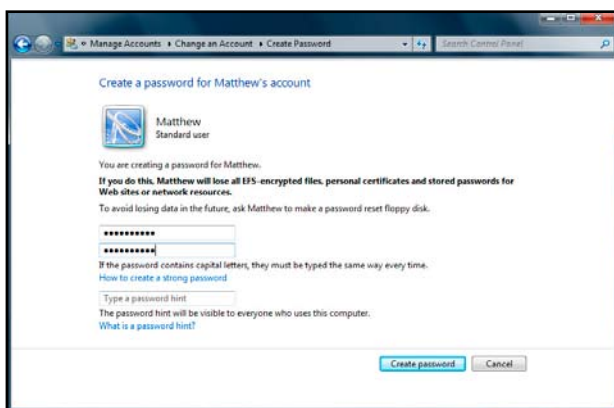 « Manage Accounts ▸ Change an Account ▸ Create Password
Search Control Panel
Create a password for Matthew's account
Matthew
Standard user
You are creating a password for Matthew.
If you do this, Matthew will lose all EFS-encrypted files, personal certificates and stored passwords for
Web sites or network resources.
To avoid losing data in the future, ask Matthew to make a password reset floppy disk.
••••••••••
••••••••••
If the password contains capital letters, they must be typed the same way every time.
How to create a strong password
Type a password hint
The password hint will be visible to everyone who uses this computer.
What is a password hint?
Create password
Cancel